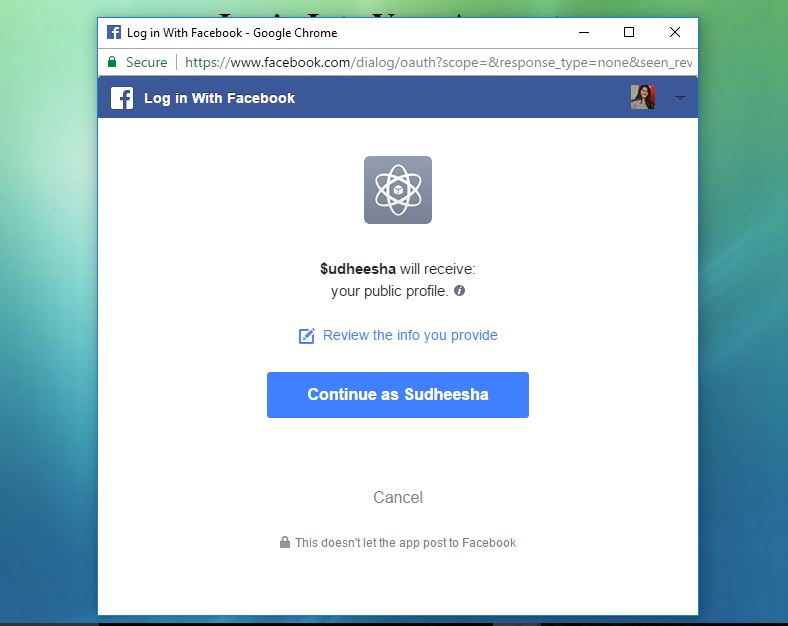 Log in With Facebook - Google Chrome
Secure
https://www.facebook.com/dialog/oauth?scope=&response_type=none&seen_rev
Log in With Facebook
$udheesha will receive:
your public profile.
Review the info you provide
Continue as Sudheesha
Cancel
This doesn't let the app post to Facebook